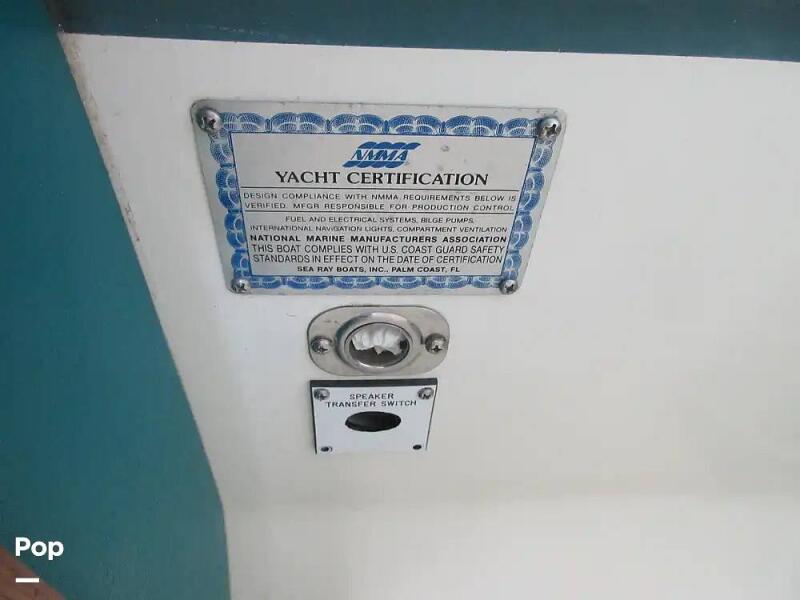 NMMA
YACHT CERTIFICATION
DESIGN COMPLIANCE WITH NMMA REQUIREMENTS BELOW IS
VERIFIED. MFGR RESPONSIBLE FOR PRODUCTION CONTROL
FUEL AND ELECTRICAL SYSTEMS, BILGE PUMPS,
INTERNATIONAL NAVIGATION LIGHTS, COMPARTMENT VENTILATION
NATIONAL MARINE MANUFACTURERS ASSOCIATION
THIS BOAT COMPLIES WITH U.S. COAST GUARD SAFETY
STANDARDS IN EFFECT ON THE DATE OF CERTIFICATION
SEA RAY BOATS, INC., PALM COAST, FL
SPEAKER
TRANSFER SWITCH
Pop